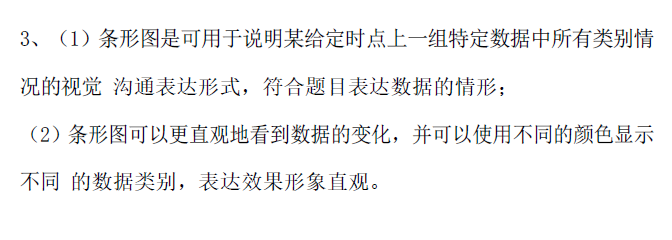 3、（1）条形图是可用于说明某给定时点上一组特定数据中所有类别情
况的视觉 沟通表达形式，符合题目表达数据的情形；
（2）条形图可以更直观地看到数据的变化，并可以使用不同的颜色显示
不同 的数据类别，表达效果形象直观。